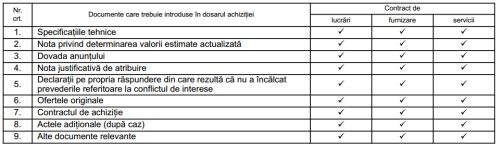 Nr. crt. Documente care trebuie introduse în dosarul achiziției Contract de
lucrări furnizare servicii
1. Specificațiile tehnice ✓ ✓ ✓
2. Nota privind determinarea valorii estimate actualizată ✓ ✓ ✓
3. Dovada anunțului ✓ ✓ ✓
4. Nota justificativă de atribuire ✓ ✓ ✓
5. Declarații pe propria răspundere din care rezultă că nu a încălcat
prevederile referitoare la conflictul de interese ✓ ✓ ✓
6. Ofertele originale ✓ ✓ ✓
7. Contractul de achiziție ✓ ✓ ✓
8. Actele adiționale (după caz) ✓ ✓ ✓
9. Alte documente relevante ✓ ✓ ✓